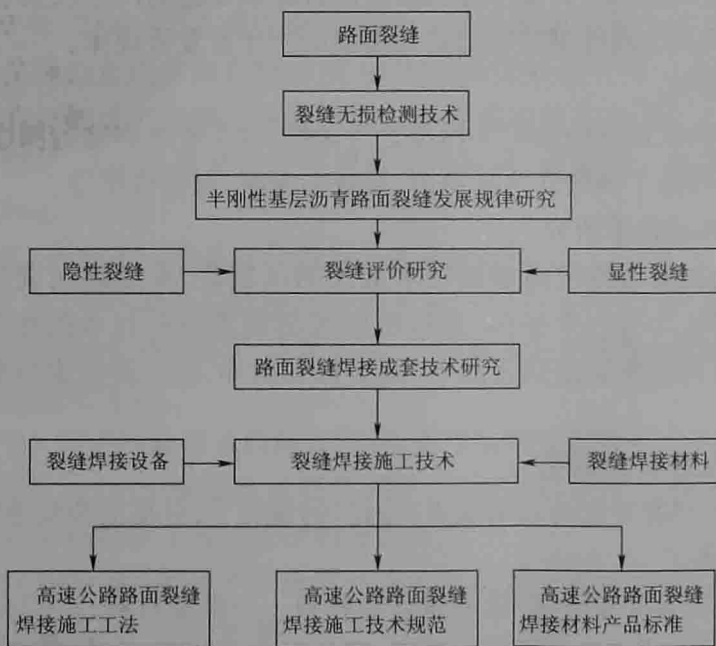 路面裂缝
裂缝无损检测技术
半刚性基层沥青路面裂缝发展规律研究
隐性裂缝
裂缝评价研究
显性裂缝
路面裂缝焊接成套技术研究
裂缝焊接设备
裂缝焊接施工技术
裂缝焊接材料
高速公路路面裂缝
焊接施工工法
高速公路路面裂缝
焊接施工技术规范
高速公路路面裂缝
焊接材料产品标准